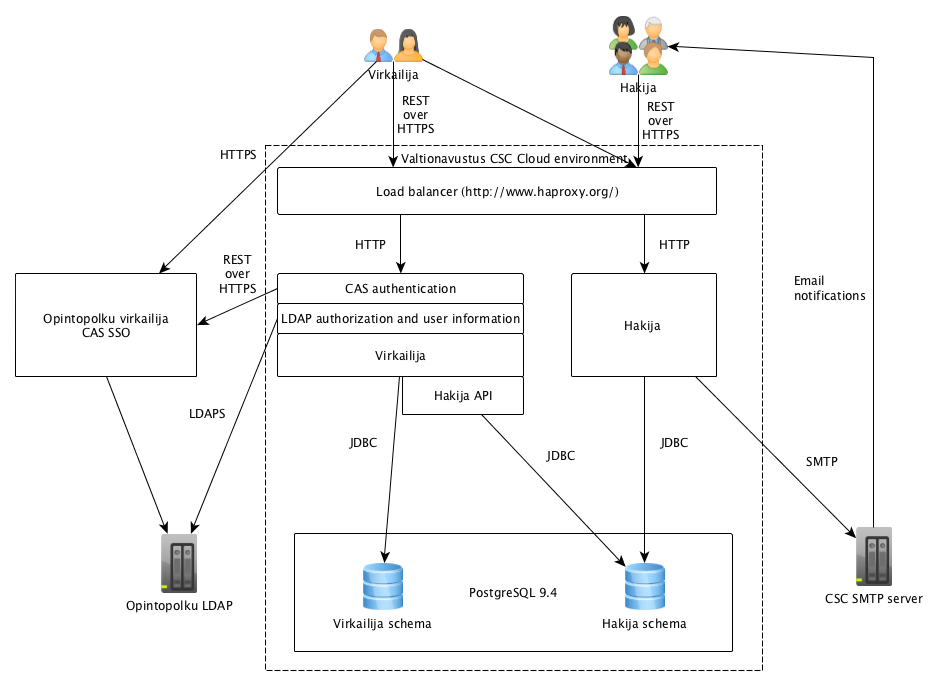 Virkailija
Hakija
REST
over
HTTPS
REST
over
HTTPS
HTTPS
Valtionavustus CSC Cloud environment
Load balancer (http://www.haproxy.org/)
HTTP
HTTP
REST
over
HTTPS
Email
notifications
CAS authentication
Opintopolku virkailija
CAS SSO
LDAP authorization and user information
Hakija
Virkailija
Hakija API
LDAPS
JDBC
JDBC
JDBC
SMTP
PostgreSQL 9.4
Opintopolku LDAP
Virkailija schema
Hakija schema
CSC SMTP server